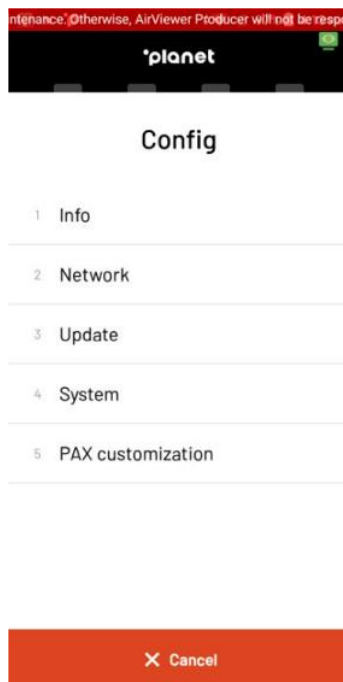 ntenance. Otherwise, AirViewer Producer will not be respo
planet
Config
1 Info
2 Network
3 Update
4 System
5 PAX customization
Cancel